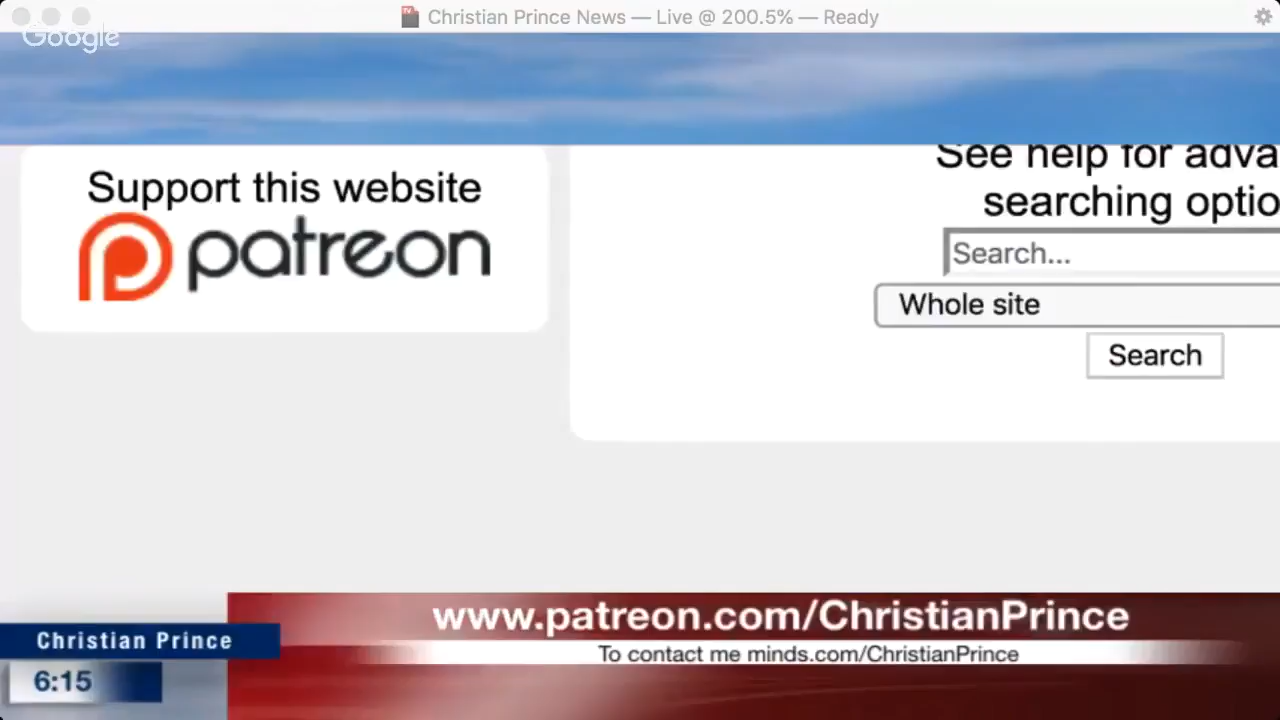 Christian Prince News — Live @ 200.5% — Ready
Google
Support this website
patreon
See help for adva
searching optio
Search...
Whole site
Search
www.patreon.com/ChristianPrince
To contact me minds.com/ChristianPrince
Christian Prince
6:15